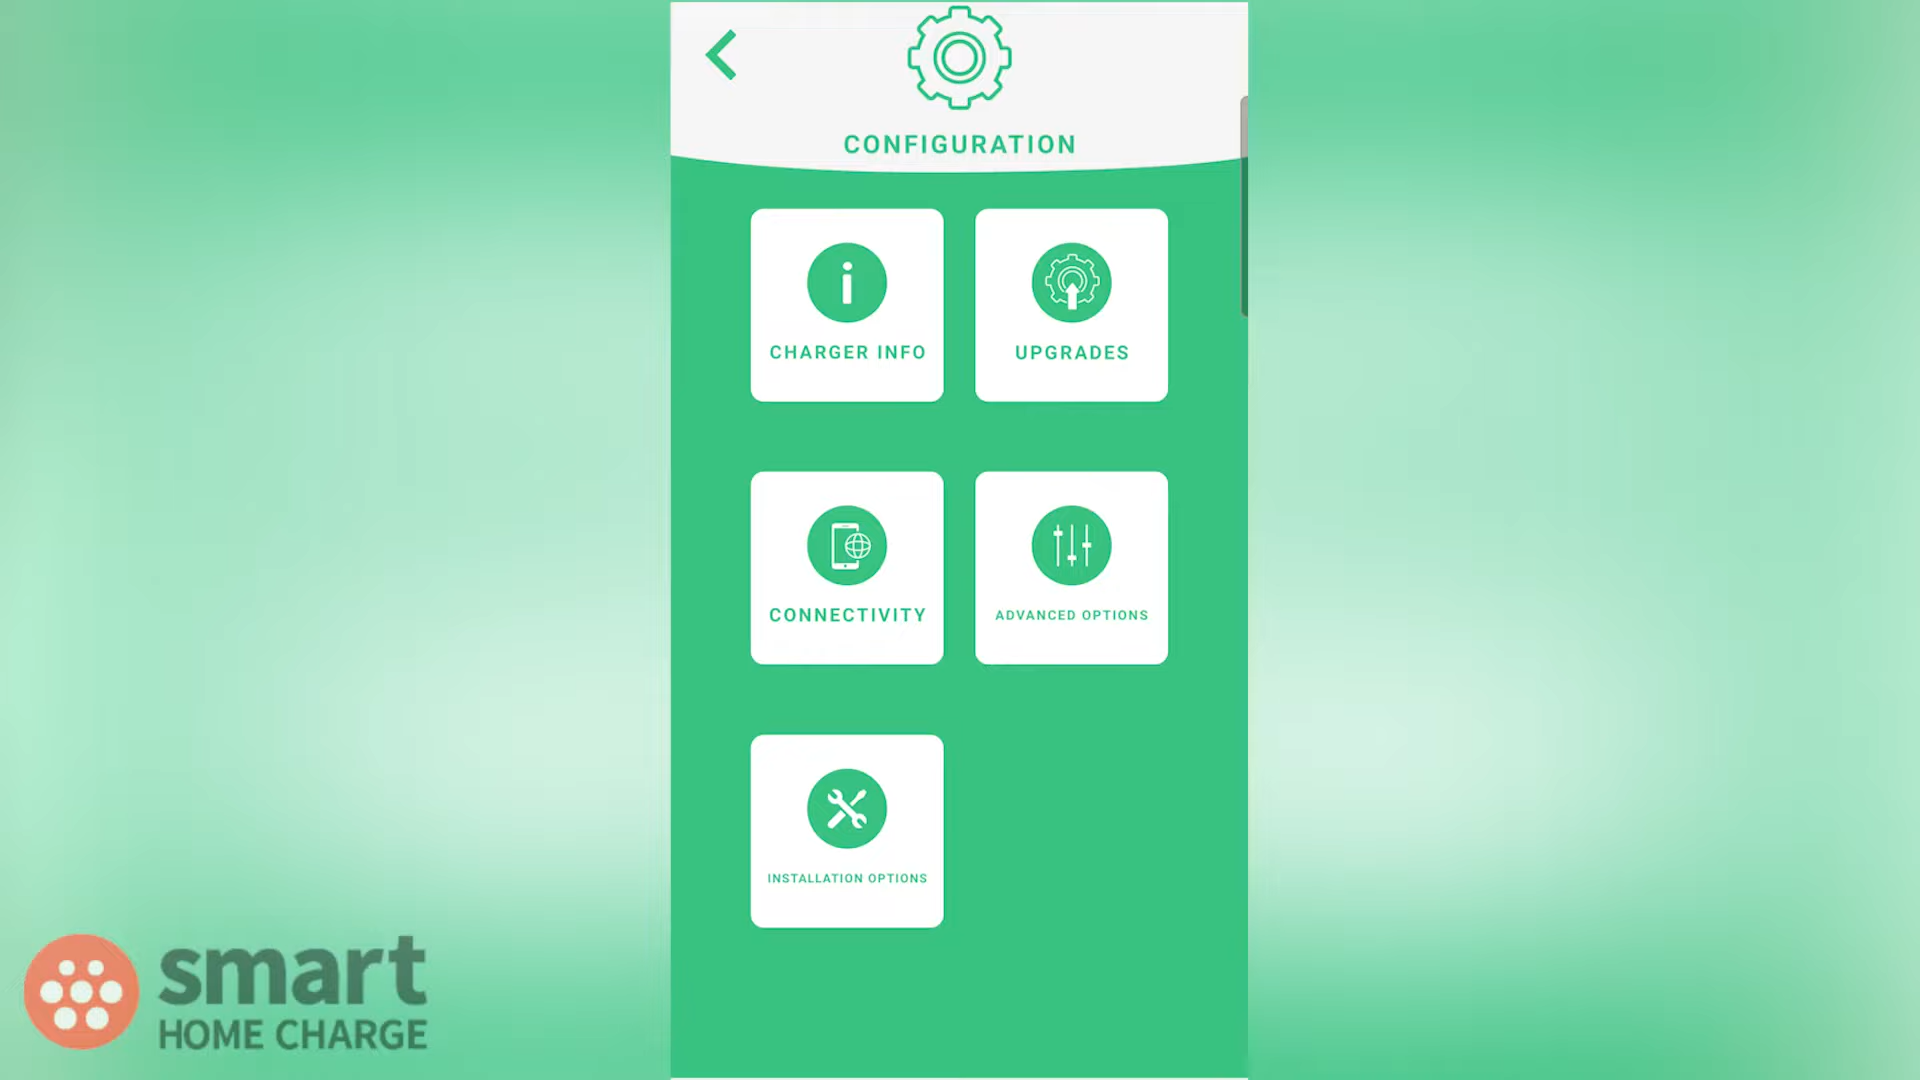 CONFIGURATION
CHARGER INFO
UPGRADES
CONNECTIVITY
ADVANCED OPTIONS
INSTALLATION OPTIONS
smart
HOME CHARGE